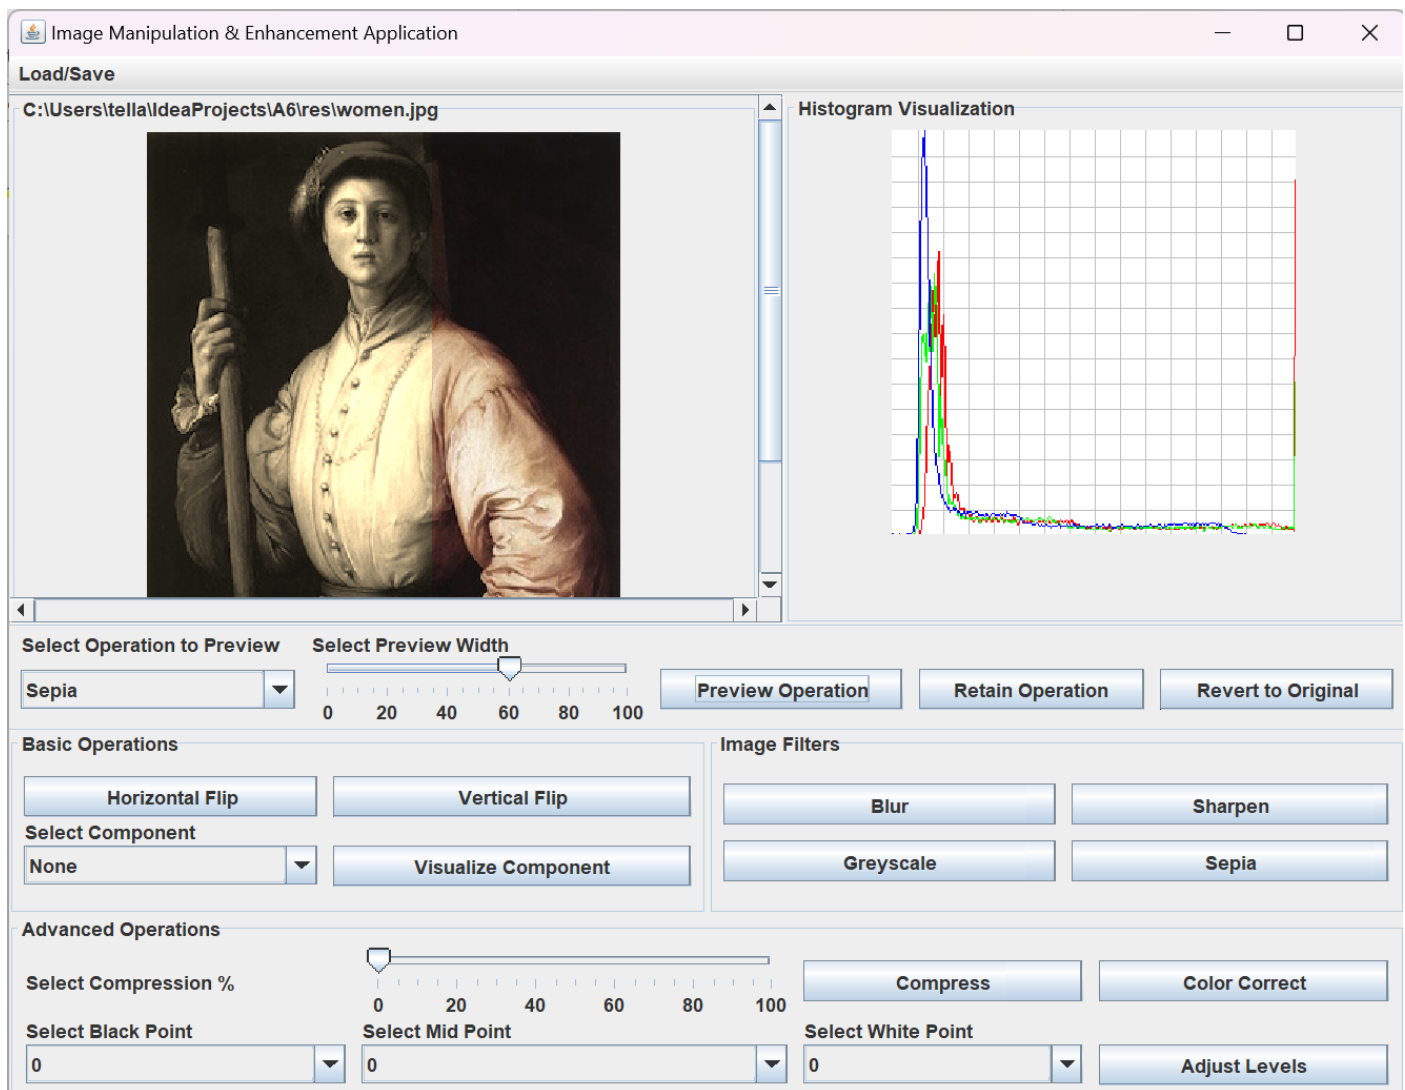 Image Manipulation & Enhancement Application
Load/Save
C:\Users\tella\IdeaProjects\A6\res\women.jpg
Histogram Visualization
Select Operation to Preview
Select Preview Width
Sepia
0 20 40 60 80 100
Preview Operation
Retain Operation
Revert to Original
Basic Operations
Horizontal Flip
Vertical Flip
Select Component
None
Visualize Component
Image Filters
Blur
Sharpen
Greyscale
Sepia
Advanced Operations
Select Compression %
0 20 40 60 80 100
Compress
Color Correct
Select Black Point
Select Mid Point
Select White Point
0
0
0
Adjust Levels